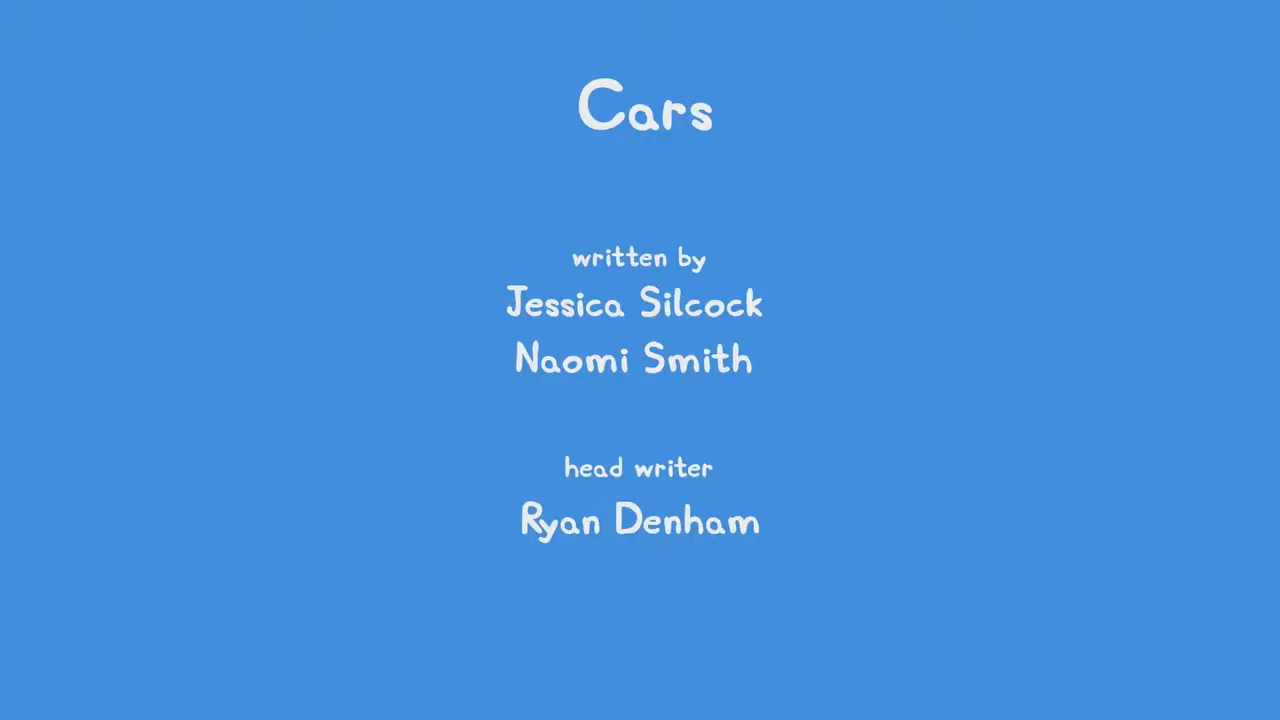 Cars
written by
Jessica Silcock
Naomi Smith
head writer
Ryan Denham